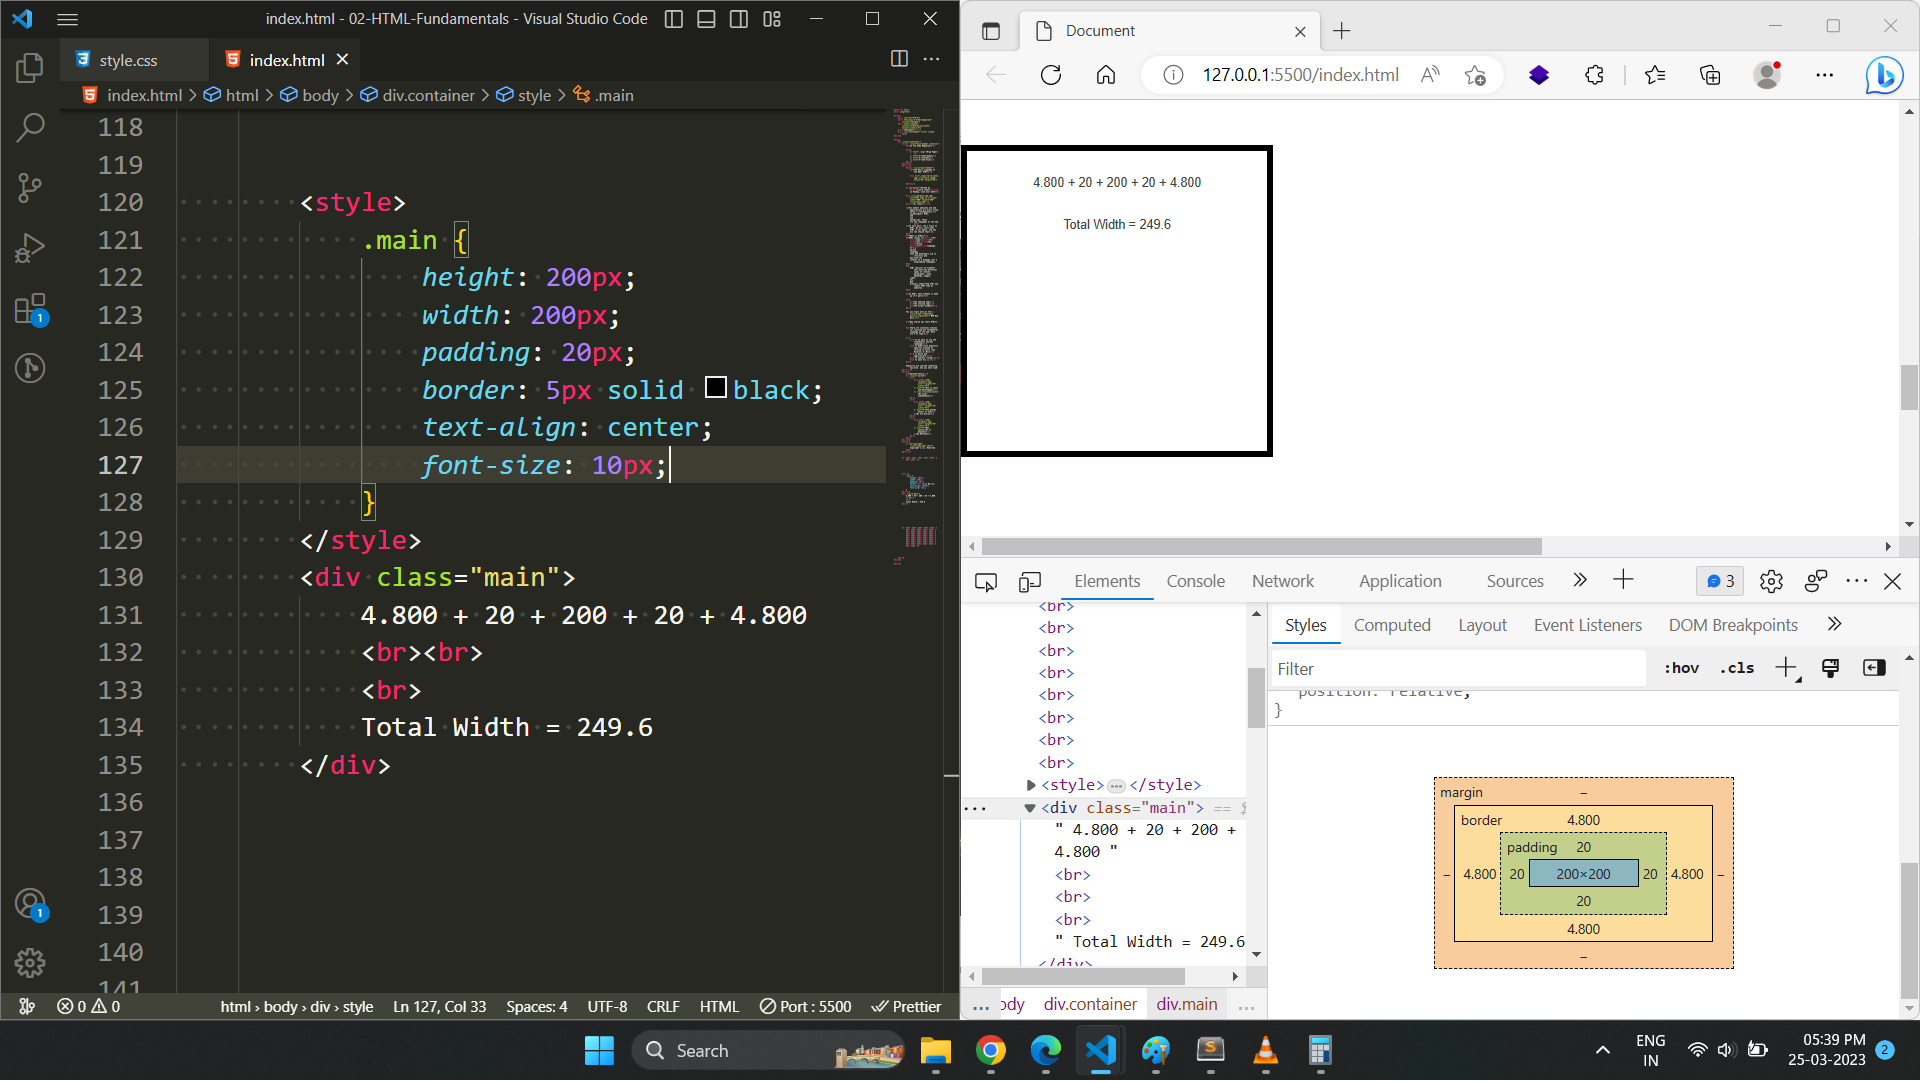 index.html - 02-HTML-Fundamentals - Visual Studio Code
style.css
index.html
index.html > html > body > div.container > style > .main
118
119
120 <style>
121 .main {
122 height: 200px;
123 width: 200px;
124 padding: 20px;
125 border: 5px solid black;
126 text-align: center;
127 font-size: 10px;
128 }
129 </style>
130 <div class="main">
131 4.800 + 20 + 200 + 20 + 4.800
132 <br><br>
133 <br>
134 Total Width = 249.6
135 </div>
136
137
138
139
140
141
1
1
0 0
html › body › div › style
Ln 127, Col 33
Spaces: 4
UTF-8
CRLF
HTML
Port : 5500
Prettier
Document
127.0.0.1:5500/index.html
4.800 + 20 + 200 + 20 + 4.800
Total Width = 249.6
Elements
Console
Network
Application
Sources
3
<br>
<br>
<br>
<br>
<br>
<br>
<br>
<br>
<style>…</style>
<div class="main"> ==
" 4.800 + 20 + 200 +
4.800 "
<br>
<br>
<br>
" Total Width = 249.6
</div>
... ody div.container div.main ...
Styles
Computed
Layout
Event Listeners
DOM Breakpoints
Filter
:hov .cls
position: relative;
}
margin –
border 4.800
padding 20
– 4.800 20 200×200 20 4.800 –
20
4.800
–
Search
ENG
IN
05:39 PM
25-03-2023
2